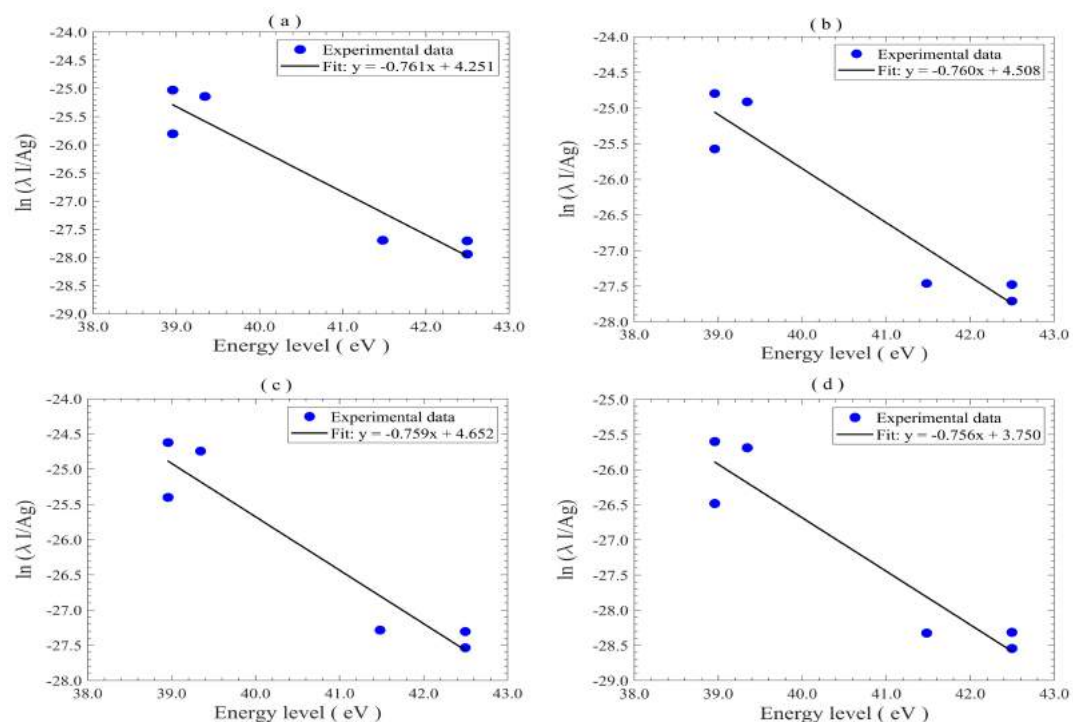 ( a )
-24.0
-24.5
-25.0
-25.5
-26.0
-26.5
-27.0
-27.5
-28.0
-28.5
-29.0
ln (λ I/Ag)
Experimental data
Fit: y = -0.761x + 4.251
38.0 39.0 40.0 41.0 42.0 43.0
Energy level ( eV )
( b )
-24.0
-24.5
-25.0
-25.5
-26.0
-26.5
-27.0
-27.5
-28.0
ln (λ I/Ag)
Experimental data
Fit: y = -0.760x + 4.508
38.0 39.0 40.0 41.0 42.0 43.0
Energy level ( eV )
( c )
-24.0
-24.5
-25.0
-25.5
-26.0
-26.5
-27.0
-27.5
-28.0
ln (λ I/Ag)
Experimental data
Fit: y = -0.759x + 4.652
38.0 39.0 40.0 41.0 42.0 43.0
Energy level ( eV )
( d )
-25.0
-25.5
-26.0
-26.5
-27.0
-27.5
-28.0
-28.5
-29.0
ln (λ I/Ag)
Experimental data
Fit: y = -0.756x + 3.750
38.0 39.0 40.0 41.0 42.0 43.0
Energy level ( eV )